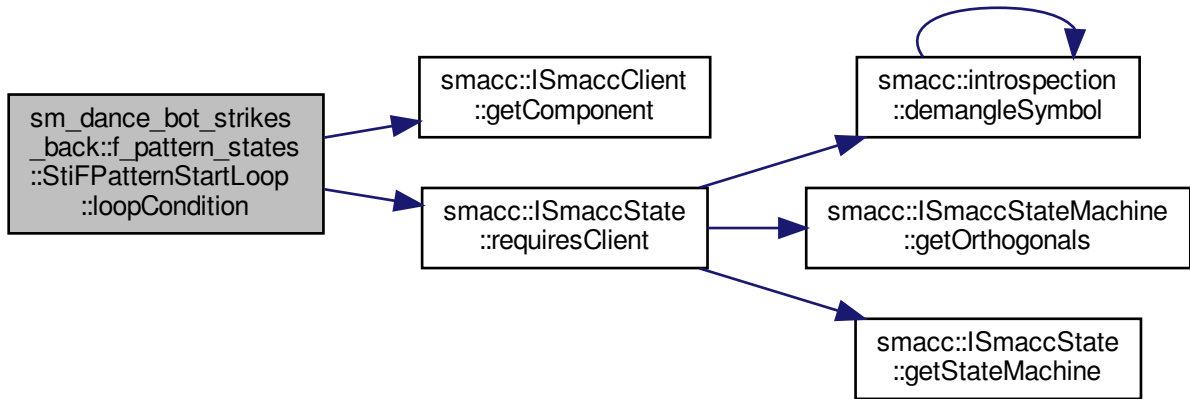 sm_dance_bot_strikes
_back::f_pattern_states
::StiFPatternStartLoop
::loopCondition
smacc::ISmaccClient
::getComponent
smacc::ISmaccState
::requiresClient
smacc::introspection
::demangleSymbol
smacc::ISmaccStateMachine
::getOrthogonals
smacc::ISmaccState
::getStateMachine